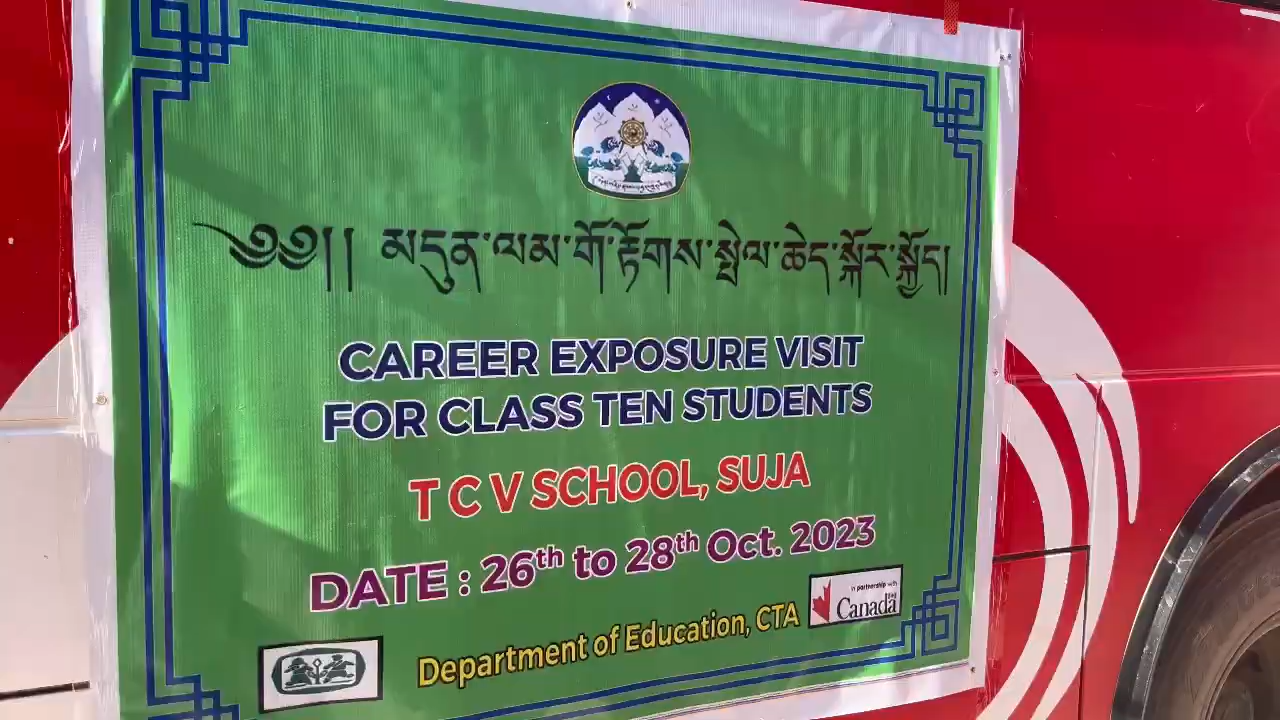 ༄༅།། མདུན་ལམ་གོ་རྟོགས་སྤེལ་ཆེད་སྐོར་སྐྱོད།
CAREER EXPOSURE VISIT
FOR CLASS TEN STUDENTS
T C V SCHOOL, SUJA
DATE : 26th to 28th Oct. 2023
in partnership with
Canada
Department of Education, CTA